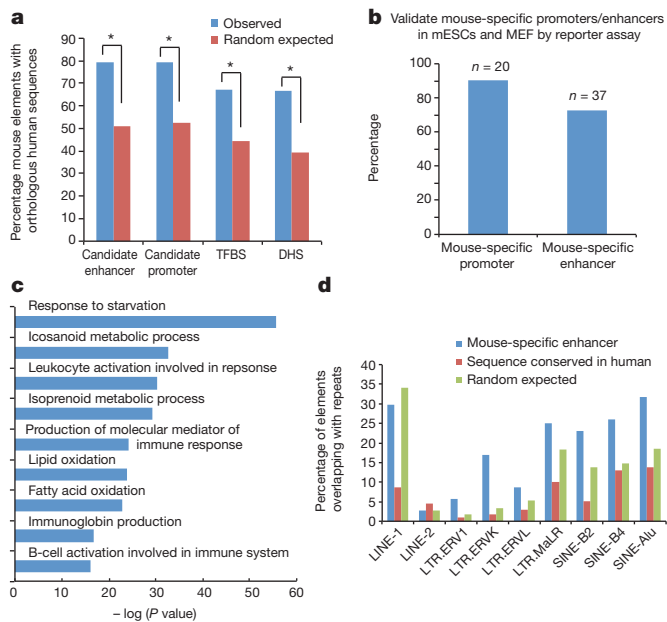 a
Observed
Random expected
Percentage mouse elements with
orthologous human sequences
90
80
70
60
50
40
30
20
10
0
*
*
*
*
Candidate
enhancer
Candidate
promoter
TFBS
DHS
b
Validate mouse-specific promoters/enhancers
in mESCs and MEF by reporter assay
Percentage
100
80
60
40
20
0
n = 20
n = 37
Mouse-specific
promoter
Mouse-specific
enhancer
c
Response to starvation
Icosanoid metabolic process
Leukocyte activation involved in repsonse
Isoprenoid metabolic process
Production of molecular mediator of
immune response
Lipid oxidation
Fatty acid oxidation
Immunoglobin production
B-cell activation involved in immune system
0 10 20 30 40 50 60
– log (P value)
d
Mouse-specific enhancer
Sequence conserved in human
Random expected
Percentage of elements
overlapping with repeats
40
35
30
25
20
15
10
5
0
LINE-1
LINE-2
LTR.ERV1
LTR.ERVK
LTR.ERVL
LTR.MaLR
SINE-B2
SINE-B4
SINE-Alu